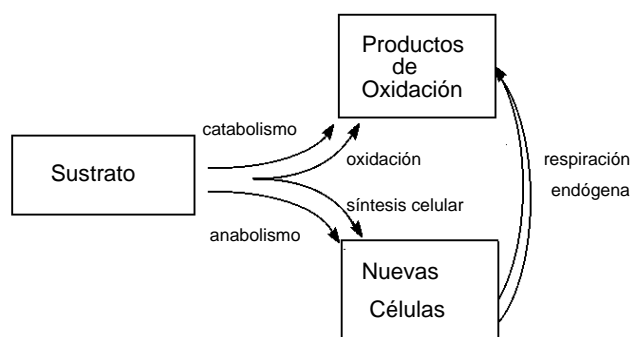 Productos
de
Oxidación
catabolismo
oxidación
respiración
endógena
Sustrato
síntesis celular
anabolismo
Nuevas
Células